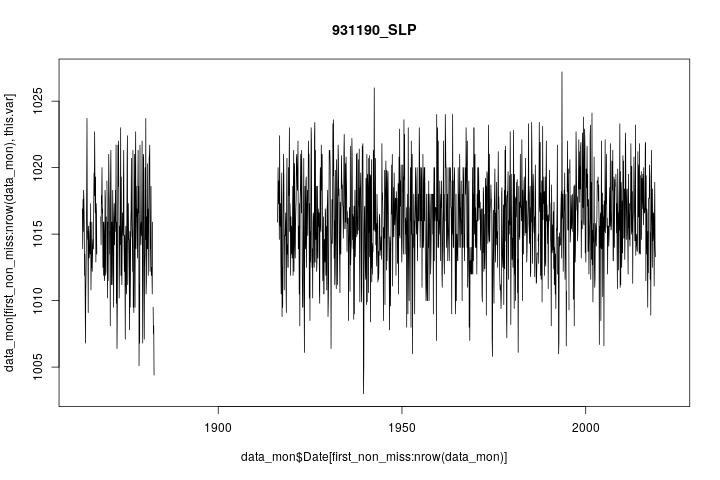 931190_SLP
data_mon[first_non_miss:nrow(data_mon), this.var]
1025
1020
1015
1010
1005
1900
1950
2000
data_mon$Date[first_non_miss:nrow(data_mon)]